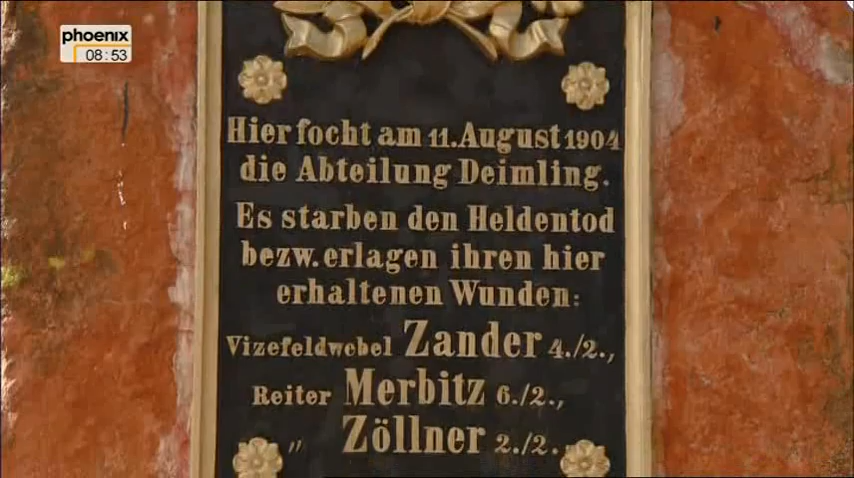 phoenix
08:53
Hier focht am 11. August 1904
die Abteilung Deimling.
Es starben den Heldentod
bezw. erlagen ihren hier
erhaltenen Wunden:
Vizefeldwebel Zander 4./2.,
Reiter Merbitz 6./2.,
„ Zöllner 2./2.